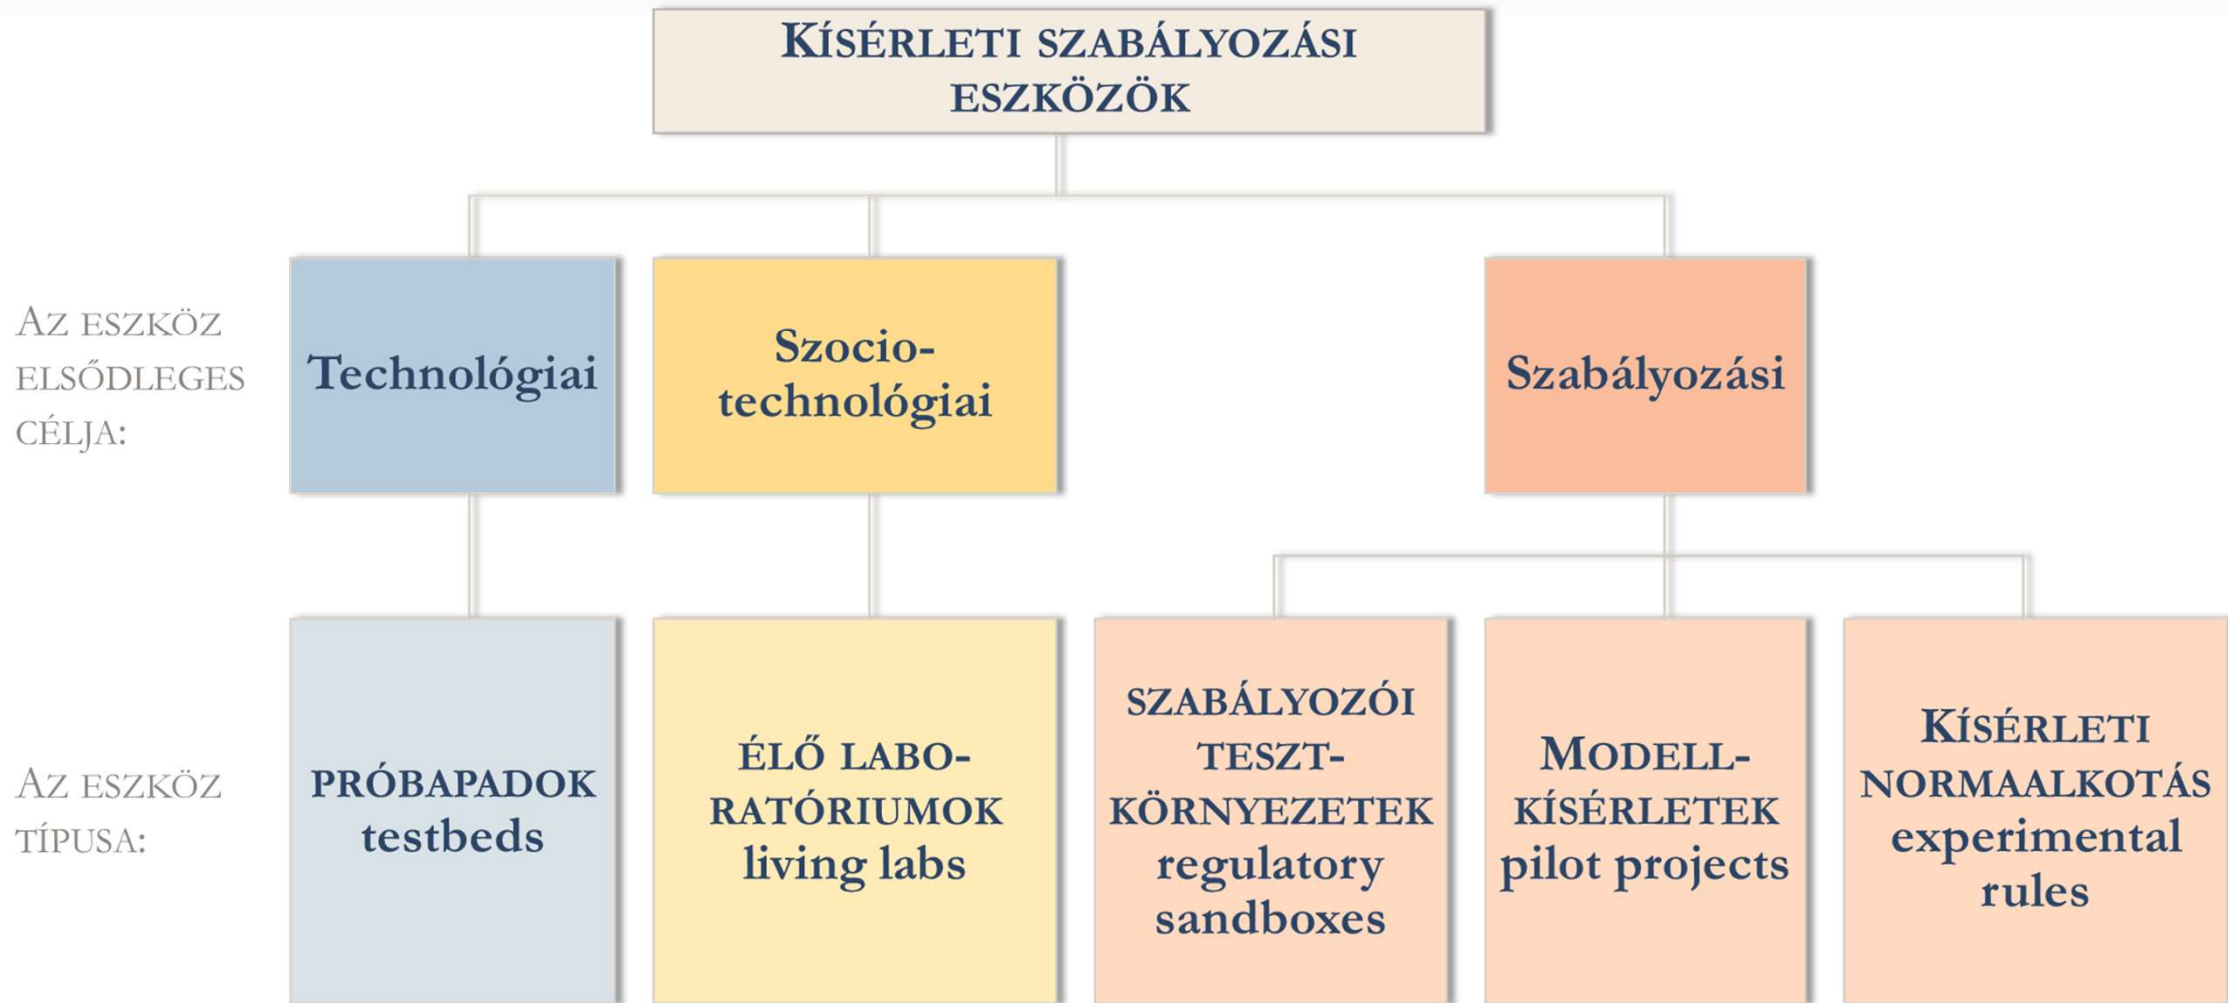 KÍSÉRLETI SZABÁLYOZÁSI
ESZKÖZÖK
AZ ESZKÖZ
ELSŐDLEGES
CÉLJA:
Technológiai
Szocio-
technológiai
Szabályozási
AZ ESZKÖZ
TÍPUSA:
PRÓBAPADOK
testbeds
ÉLŐ LABO-
RATÓRIUMOK
living labs
SZABÁLYOZÓI
TESZT-
KÖRNYEZETEK
regulatory
sandboxes
MODELL-
KÍSÉRLETEK
pilot projects
KÍSÉRLETI
NORMAALKOTÁS
experimental
rules